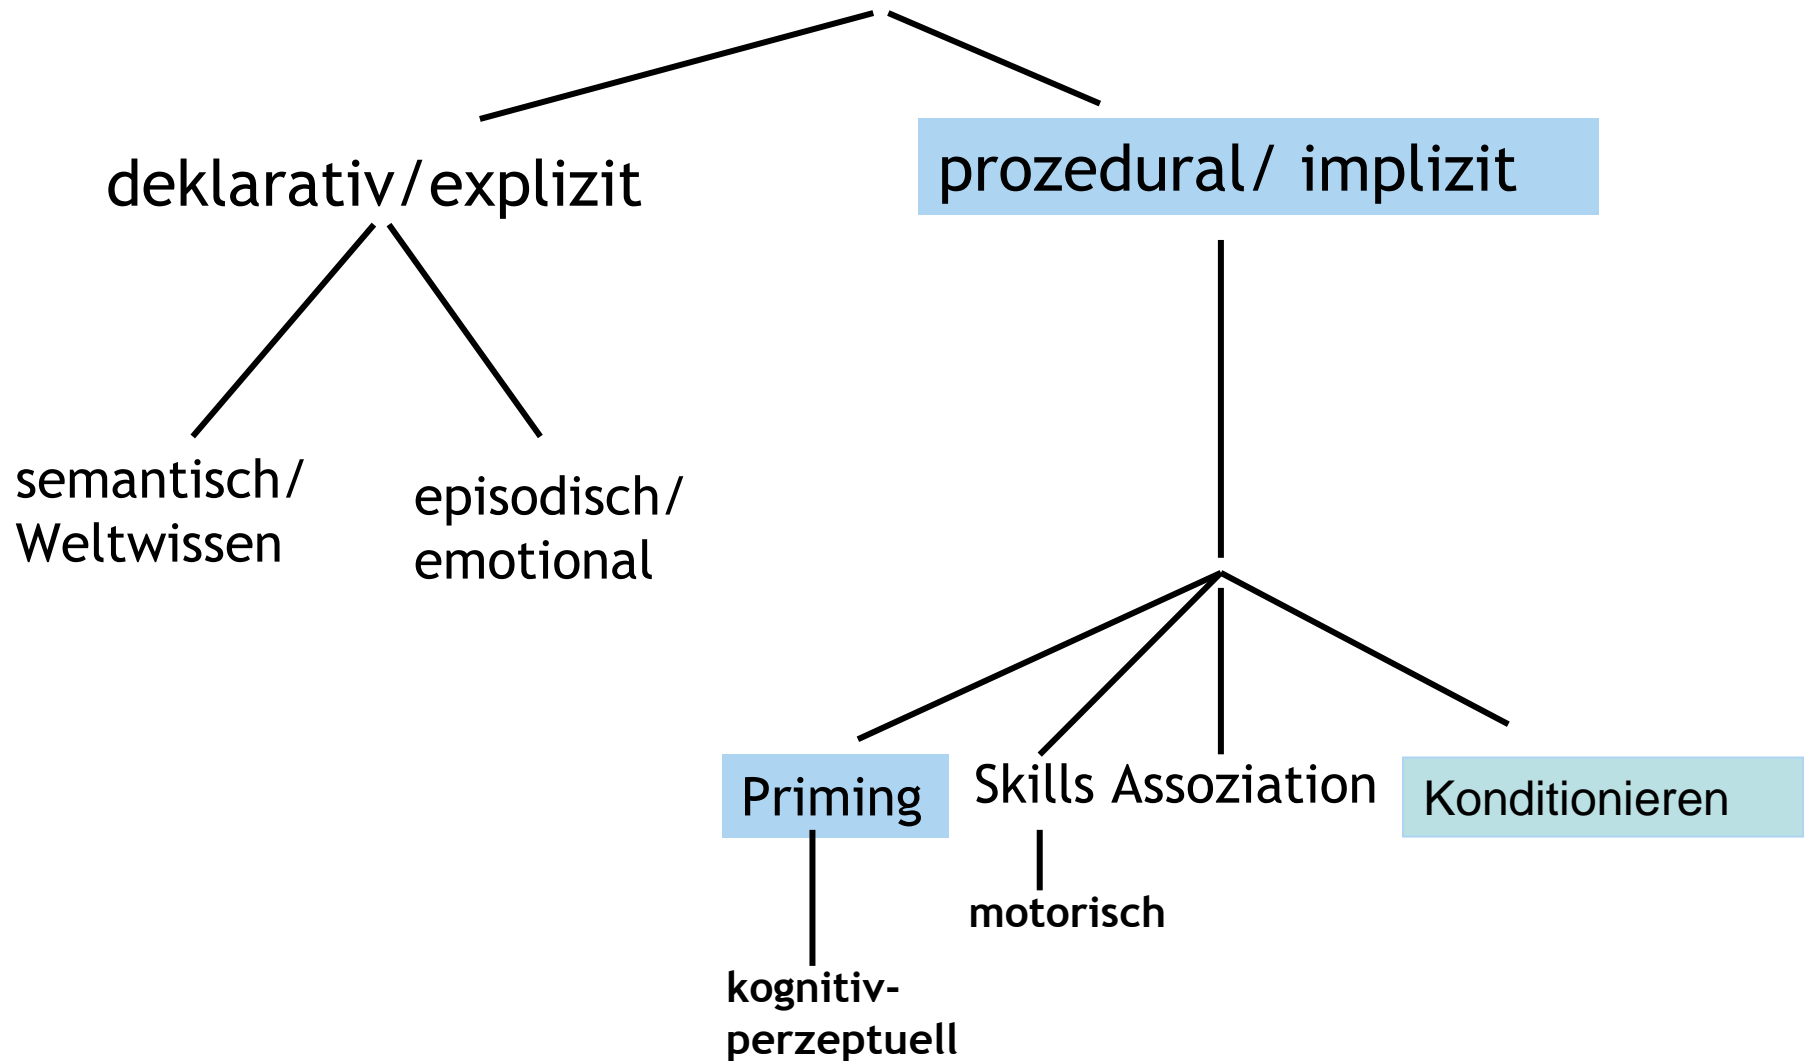 deklarativ/explizit
prozedural/ implizit
semantisch/
Weltwissen
episodisch/
emotional
Priming
Skills Assoziation
Konditionieren
motorisch
kognitiv-
perzeptuell